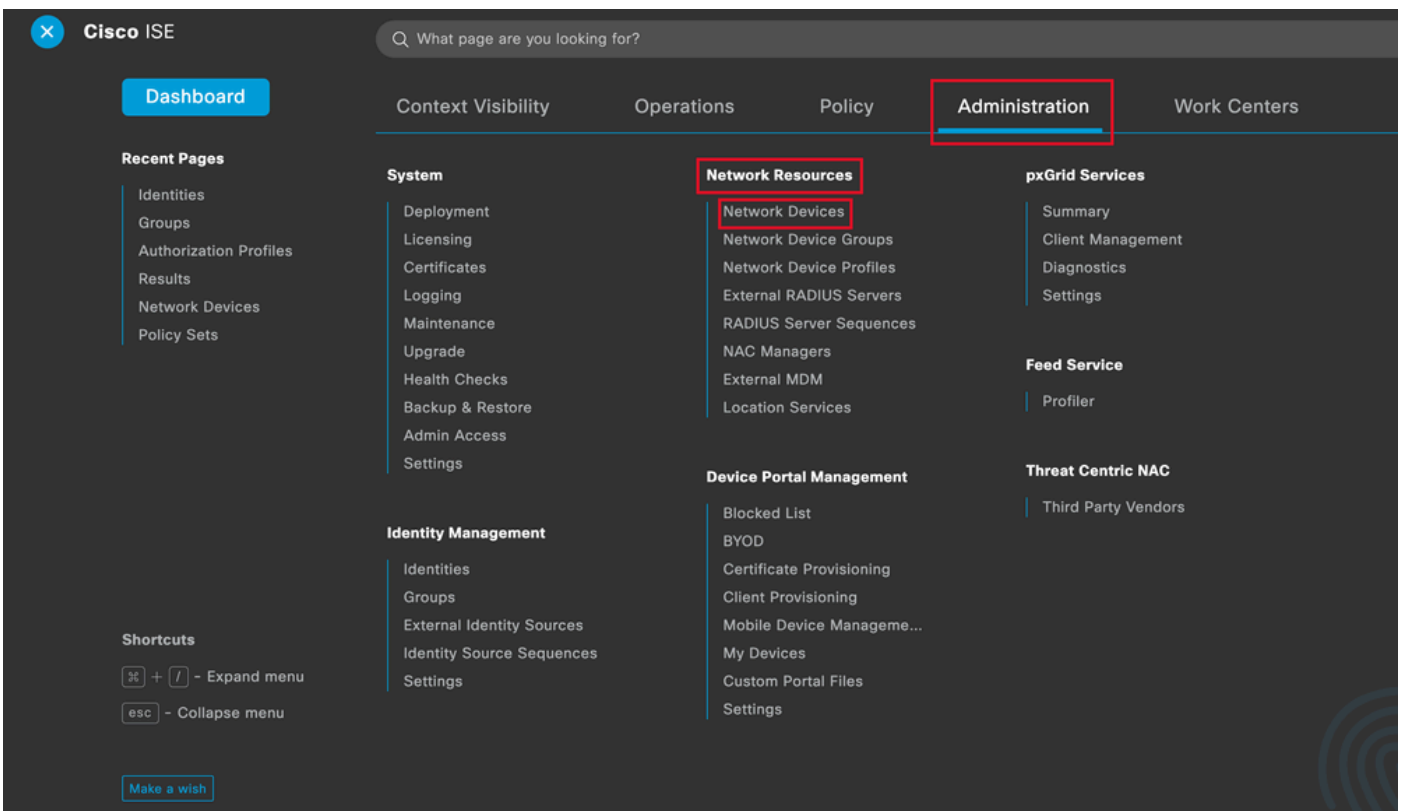 Cisco ISE
What page are you looking for?
Dashboard
Context Visibility
Operations
Policy
Administration
Work Centers
Recent Pages
Identities
Groups
Authorization Profiles
Results
Network Devices
Policy Sets
Shortcuts
⌘ + / - Expand menu
esc - Collapse menu
Make a wish
System
Deployment
Licensing
Certificates
Logging
Maintenance
Upgrade
Health Checks
Backup & Restore
Admin Access
Settings
Identity Management
Identities
Groups
External Identity Sources
Identity Source Sequences
Settings
Network Resources
Network Devices
Network Device Groups
Network Device Profiles
External RADIUS Servers
RADIUS Server Sequences
NAC Managers
External MDM
Location Services
Device Portal Management
Blocked List
BYOD
Certificate Provisioning
Client Provisioning
Mobile Device Manageme...
My Devices
Custom Portal Files
Settings
pxGrid Services
Summary
Client Management
Diagnostics
Settings
Feed Service
Profiler
Threat Centric NAC
Third Party Vendors